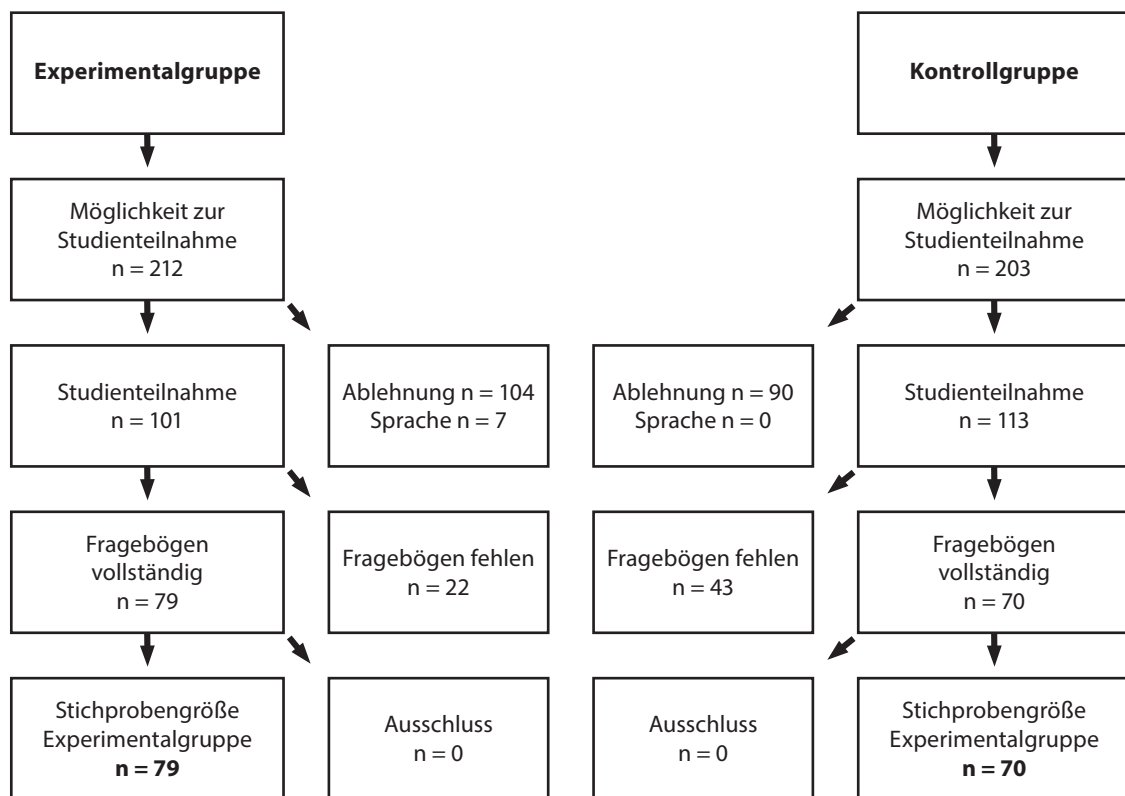 Experimentalgruppe
Kontrollgruppe
Möglichkeit zur
Studienteilnahme
n = 212
Möglichkeit zur
Studienteilnahme
n = 203
Studienteilnahme
n = 101
Ablehnung n = 104
Sprache n = 7
Ablehnung n = 90
Sprache n = 0
Studienteilnahme
n = 113
Fragebögen
vollständig
n = 79
Fragebögen fehlen
n = 22
Fragebögen fehlen
n = 43
Fragebögen
vollständig
n = 70
Stichprobengröße
Experimentalgruppe
n = 79
Ausschluss
n = 0
Ausschluss
n = 0
Stichprobengröße
Experimentalgruppe
n = 70